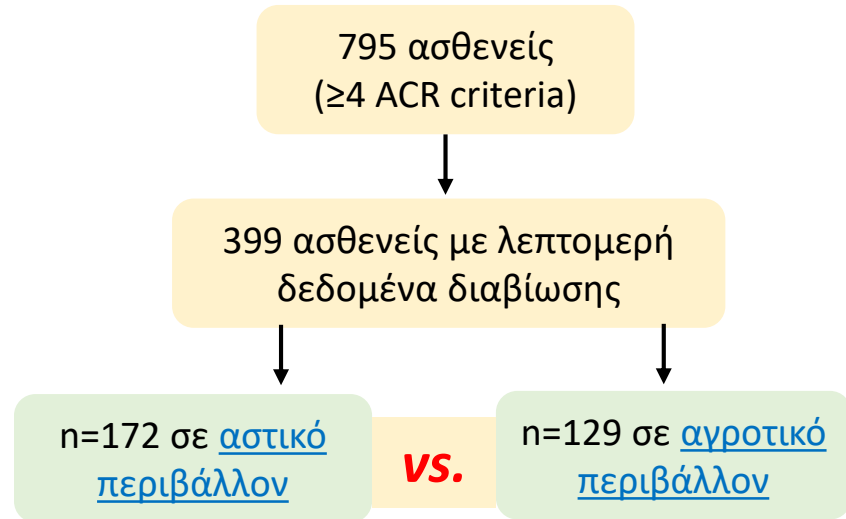 795 ασθενείς
(≥4 ACR criteria)
399 ασθενείς με λεπτομερή
δεδομένα διαβίωσης
n=172 σε αστικό
περιβάλλον
vs.
n=129 σε αγροτικό
περιβάλλον